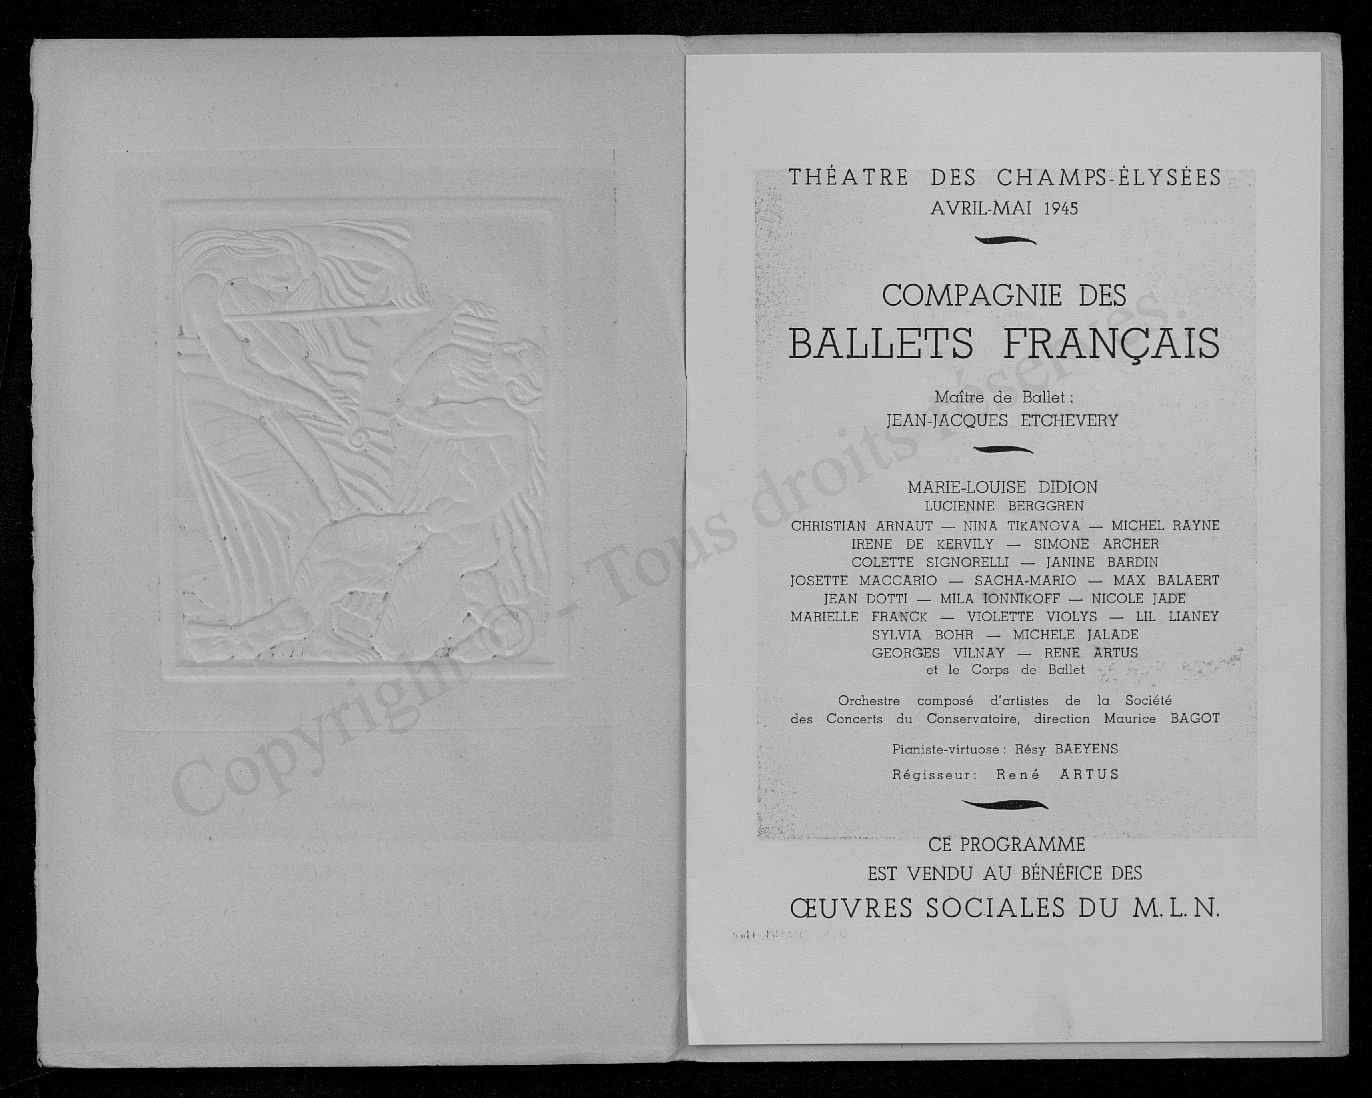 THÉATRE DES CHAMPS-ÉLYSÉES
AVRIL-MAI 1945
COMPAGNIE DES
BALLETS FRANÇAIS
Maître de Ballet :
JEAN-JACQUES ETCHEVERY
MARIE-LOUISE DIDION
LUCIENNE BERGGREN
CHRISTIAN ARNAUT — NINA TIKANOVA — MICHEL RAYNE
IRENE DE KERVILY — SIMONE ARCHER
COLETTE SIGNORELLI — JANINE BARDIN
JOSETTE MACCARIO — SACHA-MARIO — MAX BALAERT
JEAN DOTTI — MILA IONNIKOFF — NICOLE JADE
MARIELLE FRANCK — VIOLETTE VIOLYS — LIL LIANEY
SYLVIA BOHR — MICHELE JALADE
GEORGES VILNAY — RENE ARTUS
et le Corps de Ballet
Orchestre composé d'artistes de la Société
des Concerts du Conservatoire, direction Maurice BAGOT
Pianiste-virtuose : Résy BAEYENS
Régisseur : René ARTUS
CE PROGRAMME
EST VENDU AU BÉNÉFICE DES
ŒUVRES SOCIALES DU M. L. N.
Copyright © - Tous droits réservés.